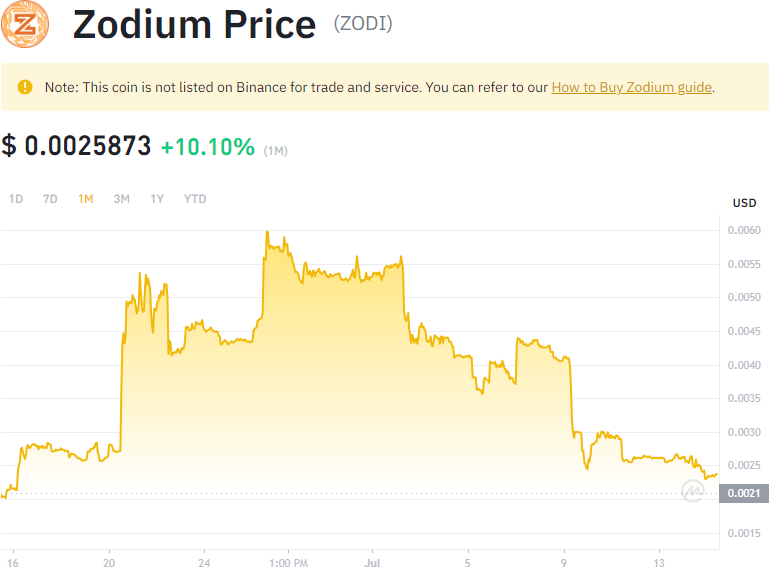 Zodium Price (ZODI)
Note: This coin is not listed on Binance for trade and service. You can refer to our How to Buy Zodium guide.
$ 0.0025873 +10.10% (1M)
1D 7D 1M 3M 1Y YTD
USD
0.0060
0.0055
0.0050
0.0045
0.0040
0.0035
0.0030
0.0025
0.0021
0.0015
16 20 24 1:00 PM Jul 5 9 13